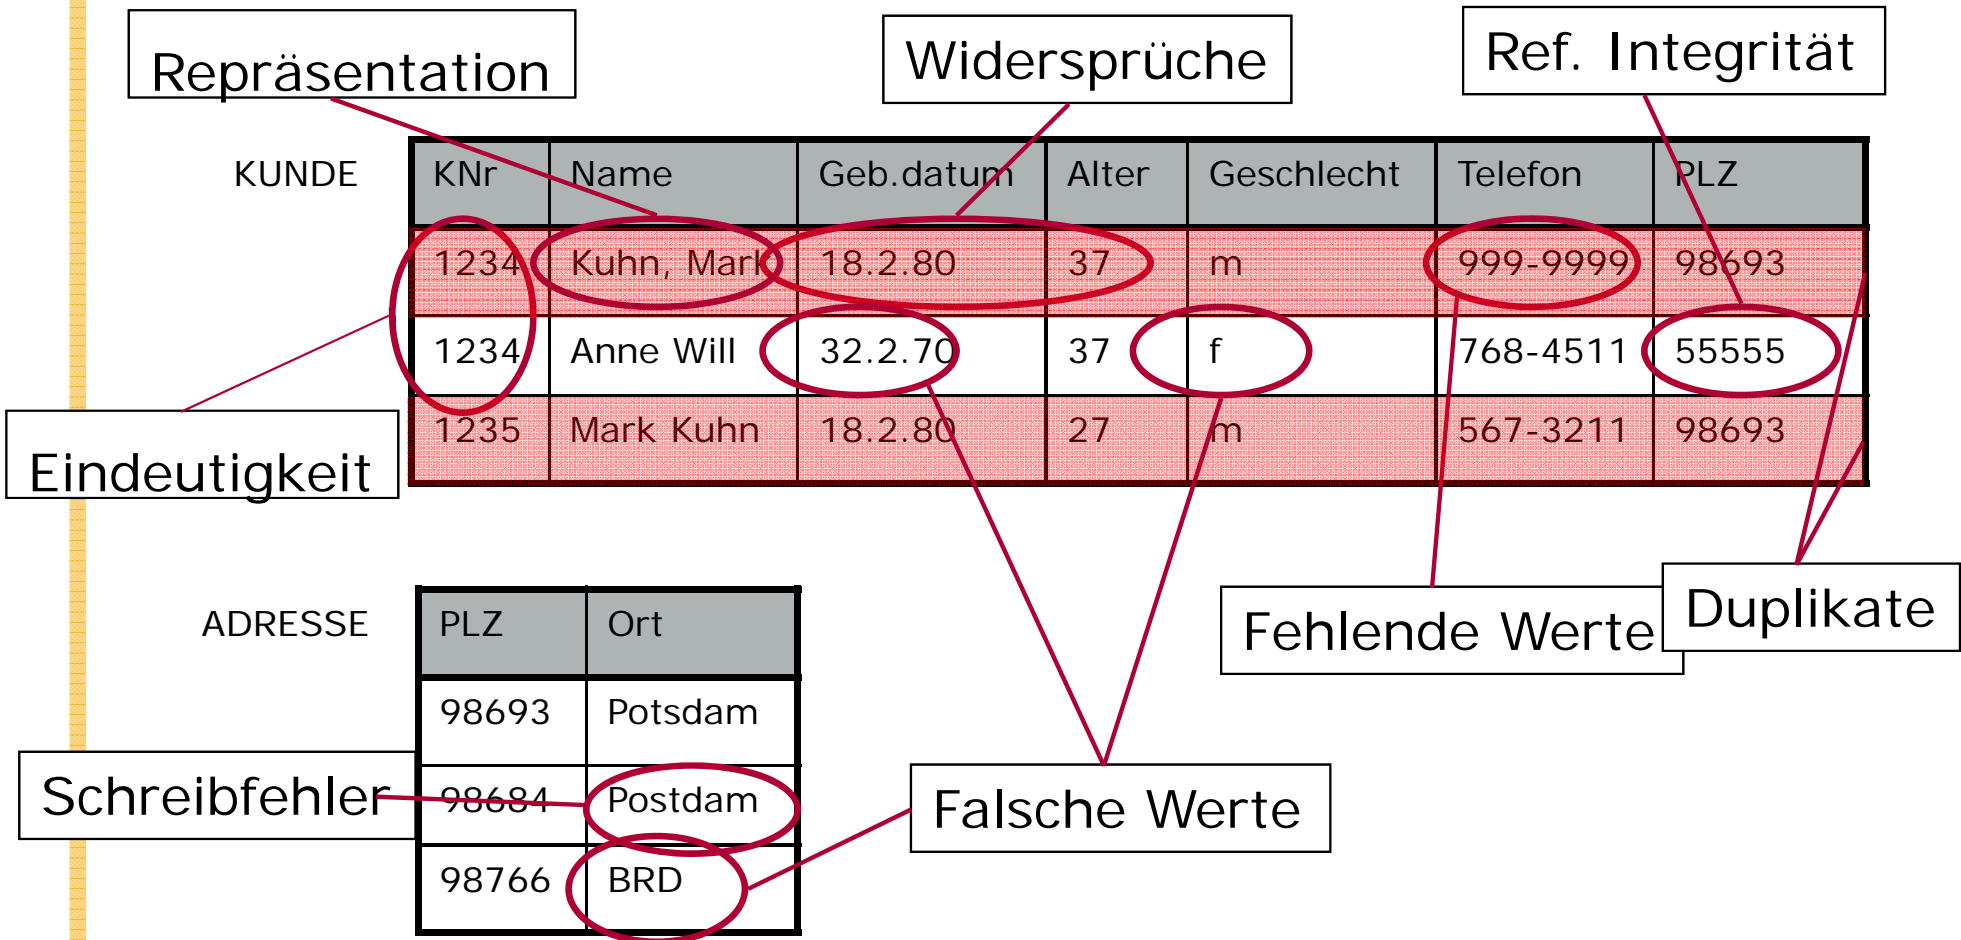 Repräsentation
Widersprüche
Ref. Integrität
KUNDE
KNr Name Geb.datum Alter Geschlecht Telefon PLZ
1234 Kuhn, Mark 18.2.80 37 m 999-9999 98693
1234 Anne Will 32.2.70 37 f 768-4511 55555
1235 Mark Kuhn 18.2.80 27 m 567-3211 98693
Eindeutigkeit
Fehlende Werte
Duplikate
ADRESSE
PLZ Ort
98693 Potsdam
98684 Postdam
98766 BRD
Schreibfehler
Falsche Werte